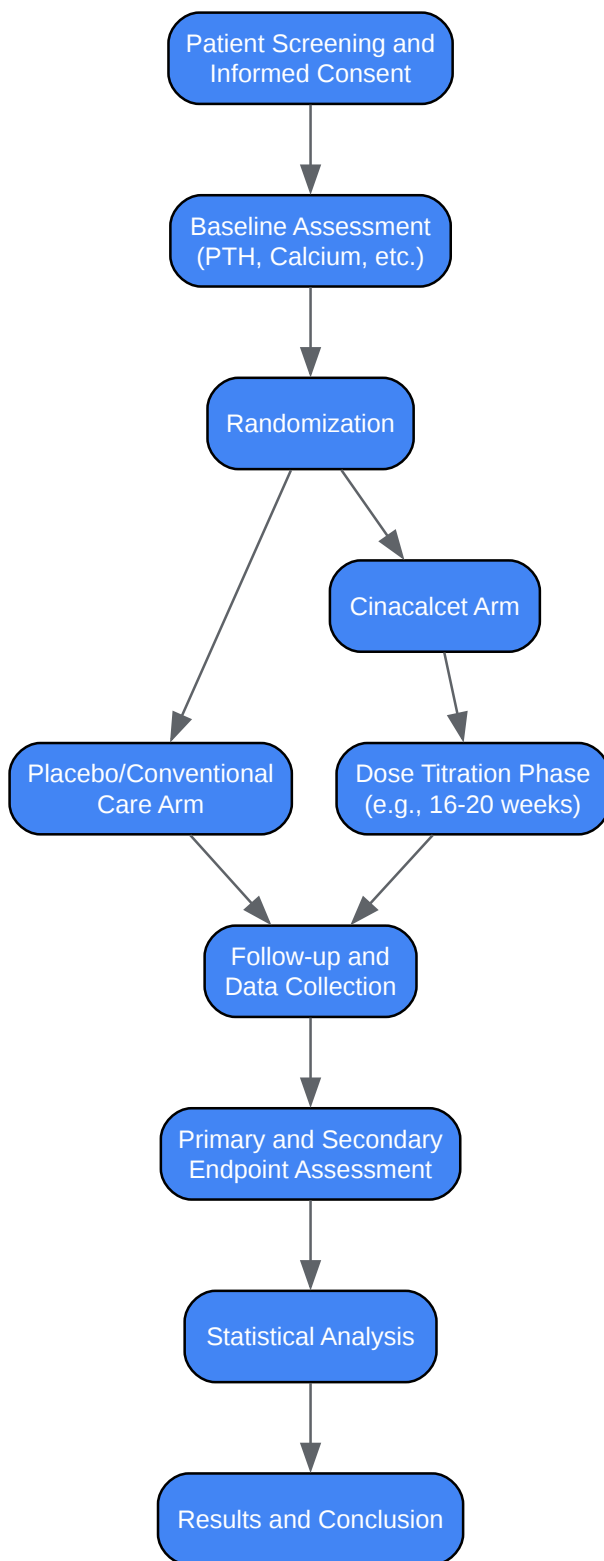 Patient Screening and
Informed Consent
Baseline Assessment
(PTH, Calcium, etc.)
Randomization
Cinacalcet Arm
Placebo/Conventional
Care Arm
Dose Titration Phase
(e.g., 16-20 weeks)
Follow-up and
Data Collection
Primary and Secondary
Endpoint Assessment
Statistical Analysis
Results and Conclusion